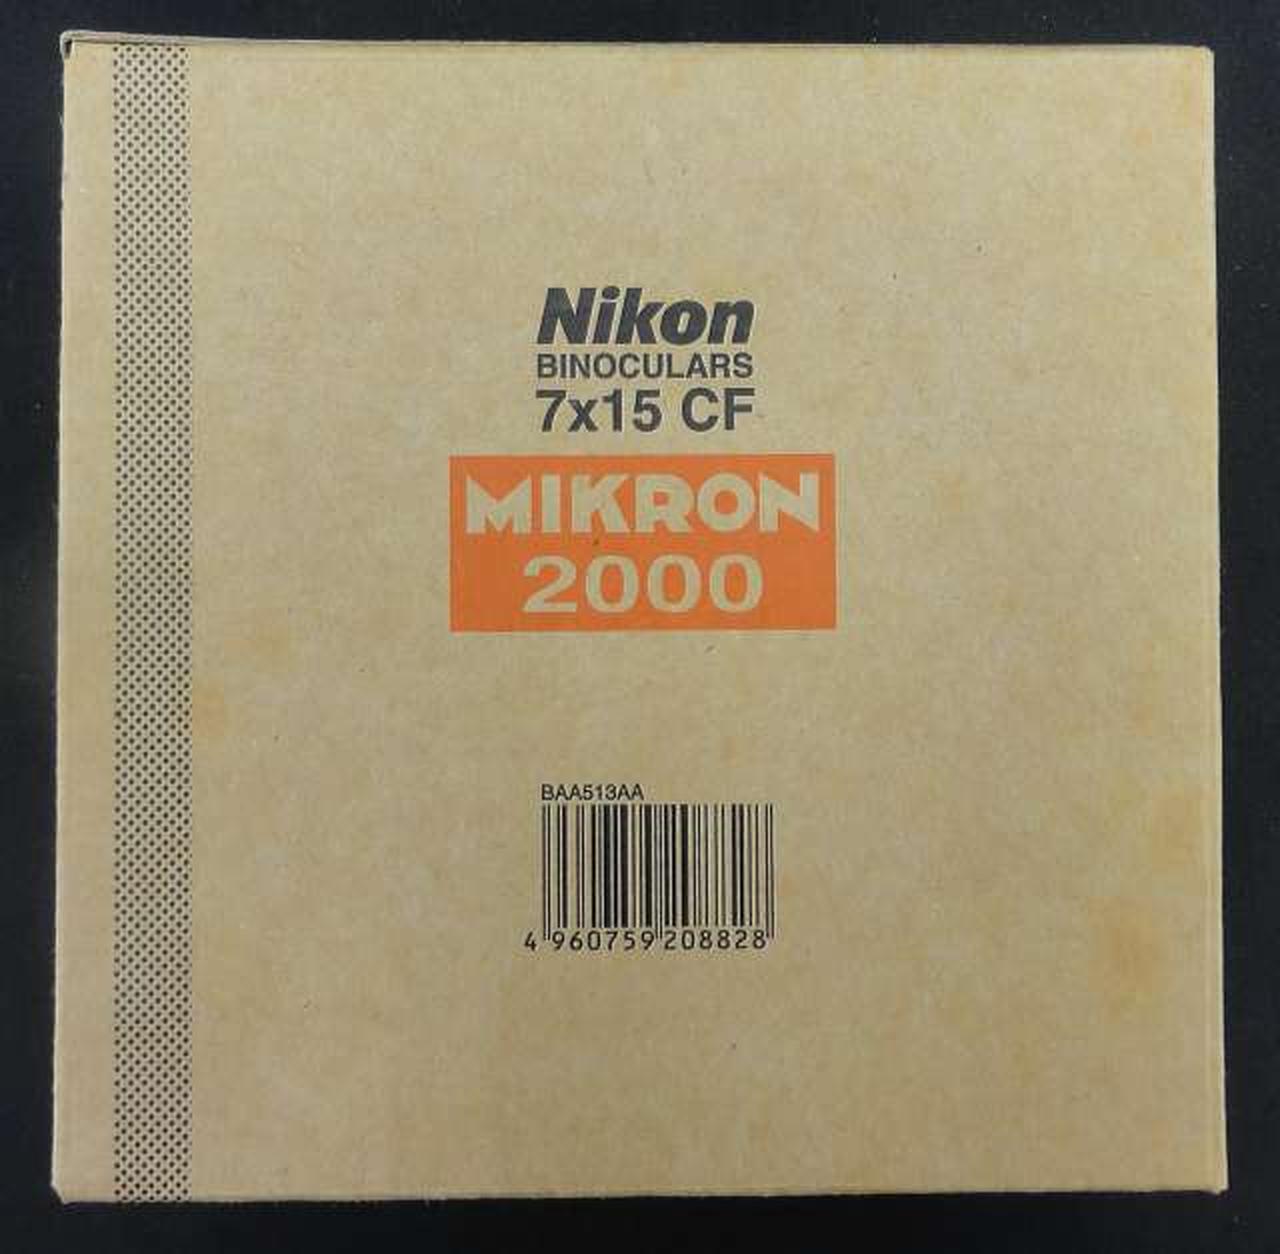 Nikon
BINOCULARS
7x15 CF
MIKRON
2000
BAA513AA
4 960759 208828